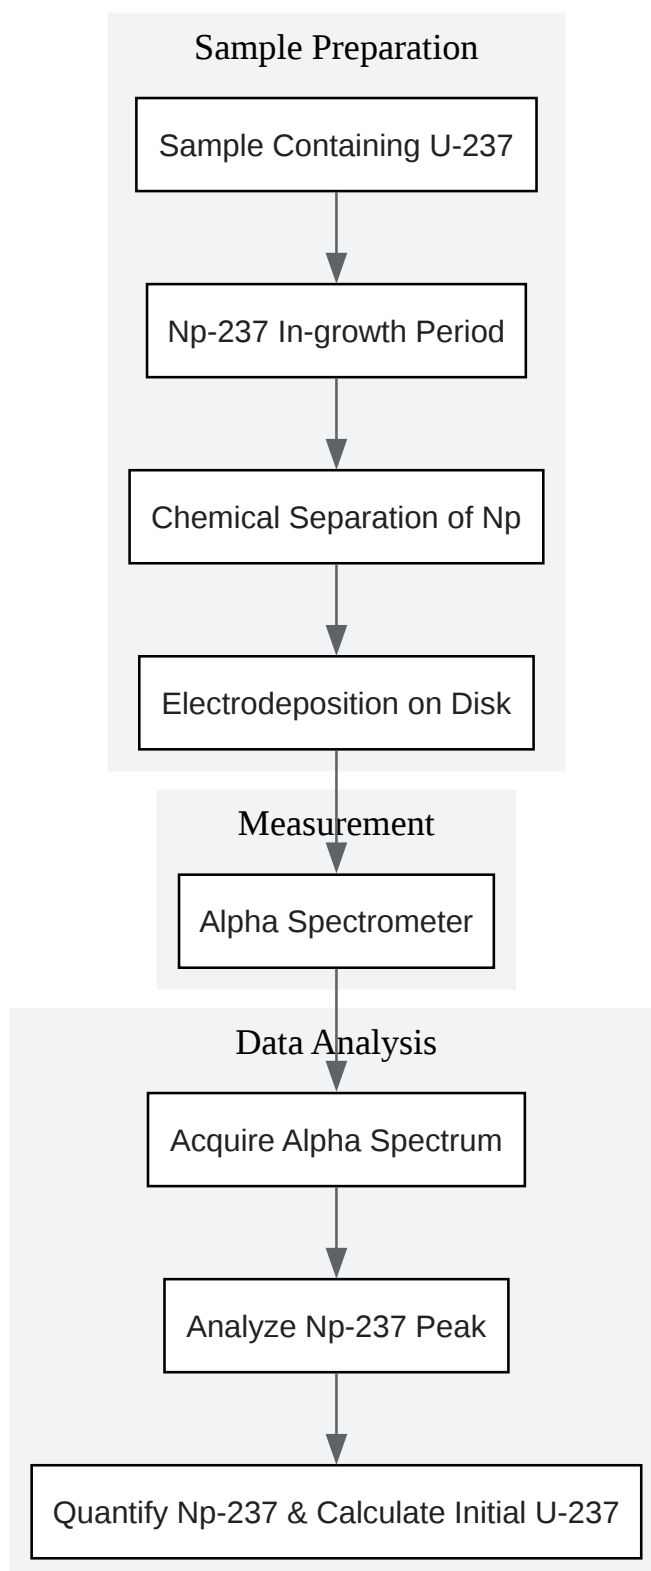 Sample Preparation
Sample Containing U-237
Np-237 In-growth Period
Chemical Separation of Np
Electrodeposition on Disk
Measurement
Alpha Spectrometer
Data Analysis
Acquire Alpha Spectrum
Analyze Np-237 Peak
Quantify Np-237 & Calculate Initial U-237